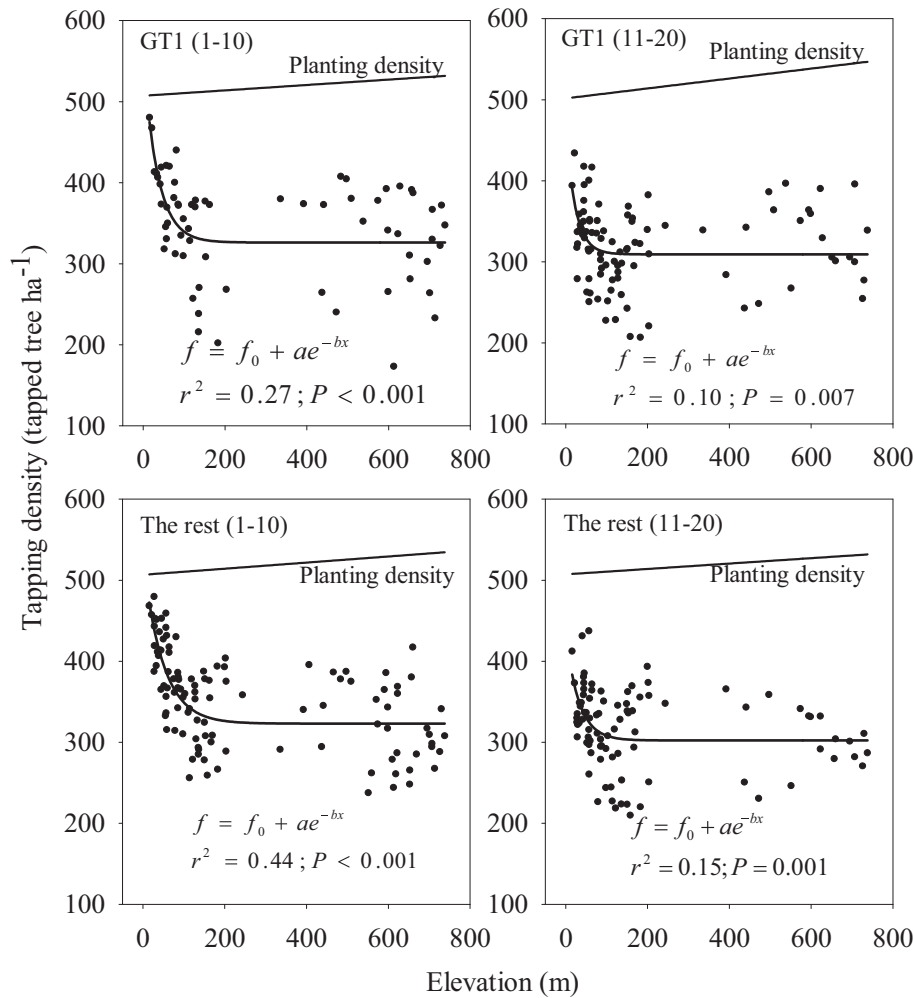 600
500
400
300
200
100
GT1 (1-10)
Planting density
f = f₀ + ae⁻ᵇˣ
r² = 0.27 ; P < 0.001
0 200 400 600 800
GT1 (11-20)
Planting density
f = f₀ + ae⁻ᵇˣ
r² = 0.10 ; P = 0.007
600
500
400
300
200
100
0 200 400 600 800
Tapping density (tapped tree ha⁻¹)
600
500
400
300
200
100
The rest (1-10)
Planting density
f = f₀ + ae⁻ᵇˣ
r² = 0.44 ; P < 0.001
0 200 400 600 800
The rest (11-20)
Planting density
f = f₀ + ae⁻ᵇˣ
r² = 0.15; P = 0.001
600
500
400
300
200
100
0 200 400 600 800
Elevation (m)